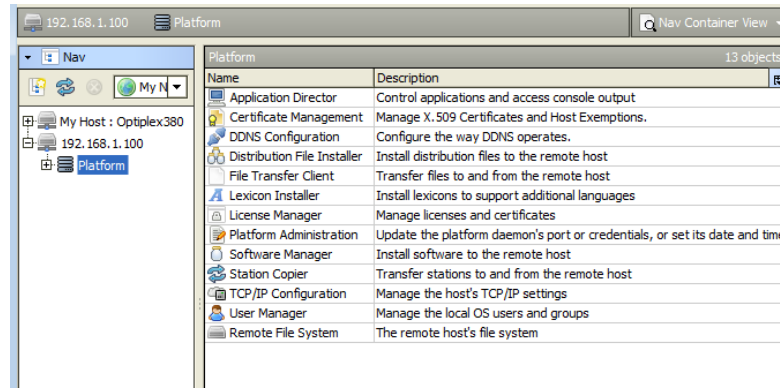 192.168.1.100 Platform Nav Container View
Nav
My N
My Host : Optiplex380
192.168.1.100
Platform
Platform 13 objects
Name Description
Application Director Control applications and access console output
Certificate Management Manage X.509 Certificates and Host Exemptions.
DDNS Configuration Configure the way DDNS operates.
Distribution File Installer Install distribution files to the remote host
File Transfer Client Transfer files to and from the remote host
Lexicon Installer Install lexicons to support additional languages
License Manager Manage licenses and certificates
Platform Administration Update the platform daemon's port or credentials, or set its date and time
Software Manager Install software to the remote host
Station Copier Transfer stations to and from the remote host
TCP/IP Configuration Manage the host's TCP/IP settings
User Manager Manage the local OS users and groups
Remote File System The remote host's file system